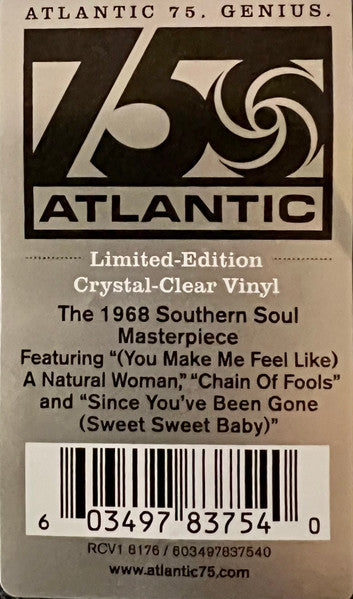 ATLANTIC 75. GENIUS.
75
ATLANTIC
Limited-Edition
Crystal-Clear Vinyl
The 1968 Southern Soul
Masterpiece
Featuring “(You Make Me Feel Like)
A Natural Woman,” “Chain Of Fools”
and “Since You’ve Been Gone
(Sweet Sweet Baby)”
6 03497 83754 0
RCV1 8176 / 603497837540
www.atlantic75.com